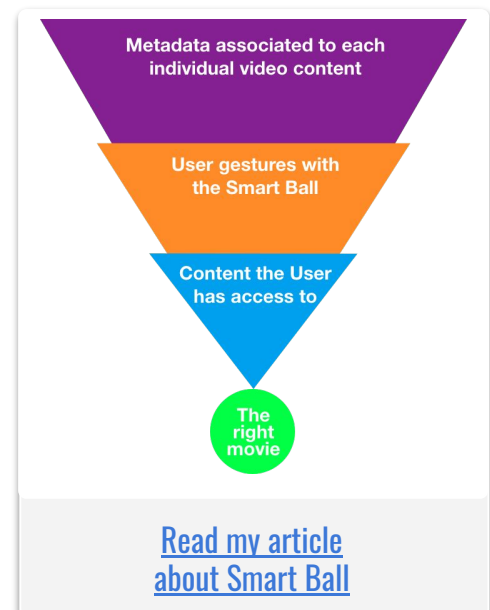 Metadata associated to each
individual video content
User gestures with
the Smart Ball
Content the User
has access to
The
right
movie
Read my article
about Smart Ball